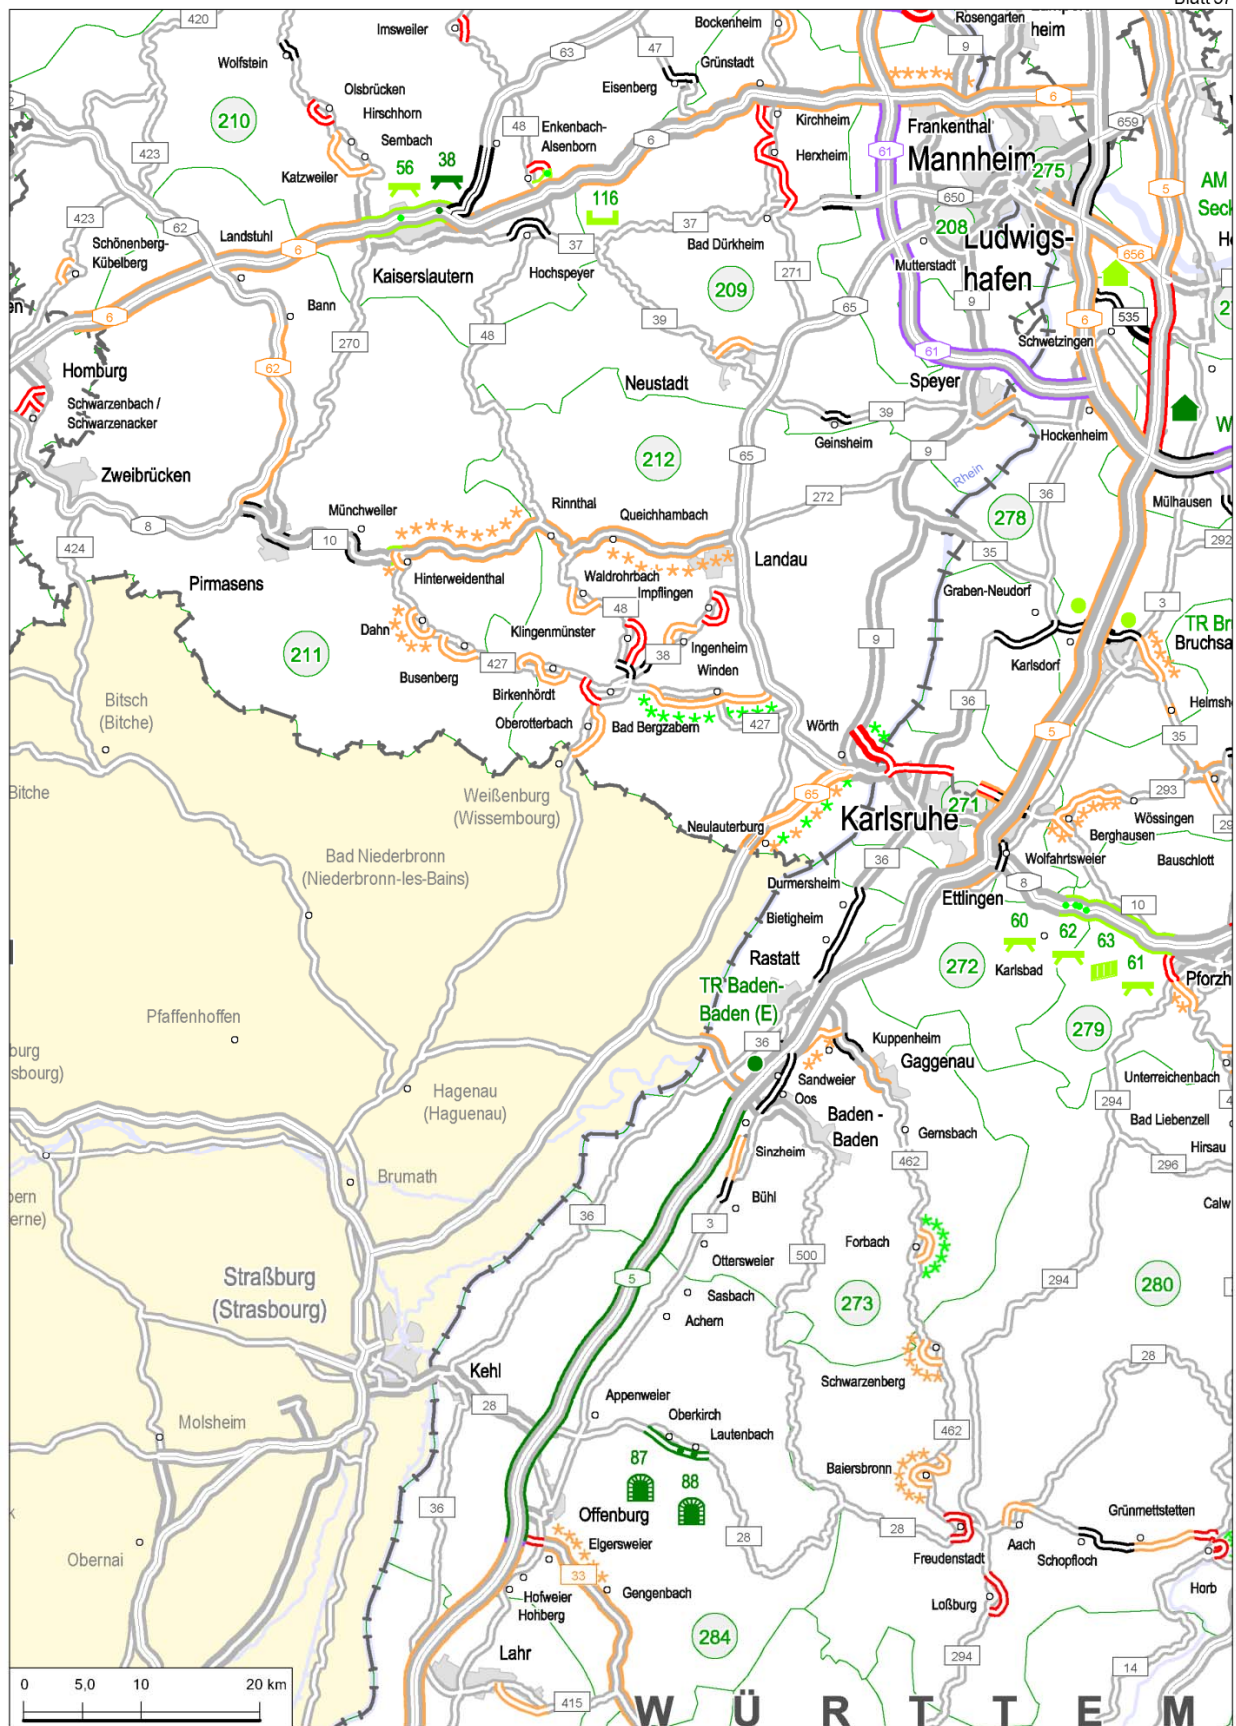 420
Imsweiler
Bockenheim
Rosengarten
heim
9
47
63
Wolfstein
Grünstadt
Eisenberg
Olsbrücken
Hirschhorn
210
48
Enkenbach-
Alsenborn
6
6
6
Kirchheim
Frankenthal
659
423
Sembach
Herxheim
61
Mannheim
275
Katzweiler
56
38
5
AM
Seck
116
650
423
62
Landstuhl
37
208
Schönenberg-
Kübelberg
6
37
Bad Dürkheim
Ludwigs-
hafen
656
Kaiserslautern
Hochspeyer
271
Mutterstadt
209
Bann
9
6
65
6
535
39
48
270
Schwetzingen
61
Homburg
62
Neustadt
Speyer
Schwarzenbach /
Schwarzenacker
39
Geinsheim
Hockenheim
W
9
65
212
Zweibrücken
Rhein
272
36
Münchweiler
Rinnthal
Queichhambach
Mülhausen
278
8
10
292
424
35
Landau
Pirmasens
Hinterweidenthal
Waldrohrbach
Impflingen
Graben-Neudorf
48
3
TR Bru
Dahn
Klingenmünster
9
Bruchsa
211
427
38
Ingenheim
Karlsdorf
Busenberg
Winden
Birkenhördt
36
Bitsch
(Bitche)
Helmshe
Oberotterbach
Bad Bergzabern
427
Wörth
5
35
Bitche
Weißenburg
(Wissembourg)
65
293
271
Karlsruhe
Wössingen
Neulauterburg
Berghausen
36
Wolfahrtsweier
Bauschlott
Bad Niederbronn
(Niederbronn-les-Bains)
Durmersheim
8
Ettlingen
10
Bietigheim
60
62
63
61
Rastatt
272
Karlsbad
Pforzh
TR Baden-
Baden (E)
Pfaffenhoffen
279
36
Kuppenheim
burg
sbourg)
Gaggenau
Hagenau
(Haguenau)
Sandweier
Unterreichenbach
Oos
294
Baden -
Baden
Bad Liebenzell
Gernsbach
Hirsau
Sinzheim
462
296
Brumath
Bühl
Calw
36
3
Forbach
500
Ottersweier
294
Straßburg
(Strasbourg)
5
280
Sasbach
273
Achern
28
Kehl
Schwarzenberg
28
Appenweier
Molsheim
Oberkirch
Lautenbach
462
87
88
Baiersbronn
36
Offenburg
Grünmettstetten
28
28
Elgersweier
Aach
Obernai
Freudenstadt
Schopfloch
33
Hofweier
Hohberg
Gengenbach
Horb
Loßburg
284
Lahr
294
14
0
5,0
10
20 km
415
W Ü R T T E M